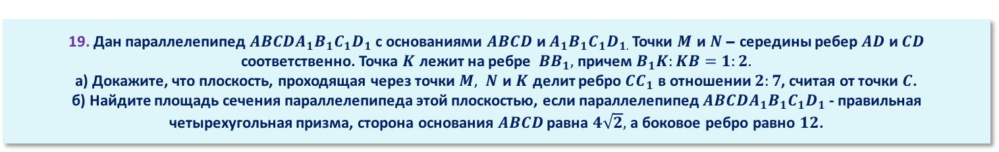 19. Дан параллелепипед ABCDA₁B₁C₁D₁ с основаниями ABCD и A₁B₁C₁D₁. Точки M и N – середины ребер AD и CD
соответственно. Точка K лежит на ребре BB₁, причем B₁K: KB = 1: 2.
а) Докажите, что плоскость, проходящая через точки M, N и K делит ребро CC₁ в отношении 2: 7, считая от точки C.
б) Найдите площадь сечения параллелепипеда этой плоскостью, если параллелепипед ABCDA₁B₁C₁D₁ - правильная
четырехугольная призма, сторона основания ABCD равна 4√2, а боковое ребро равно 12.